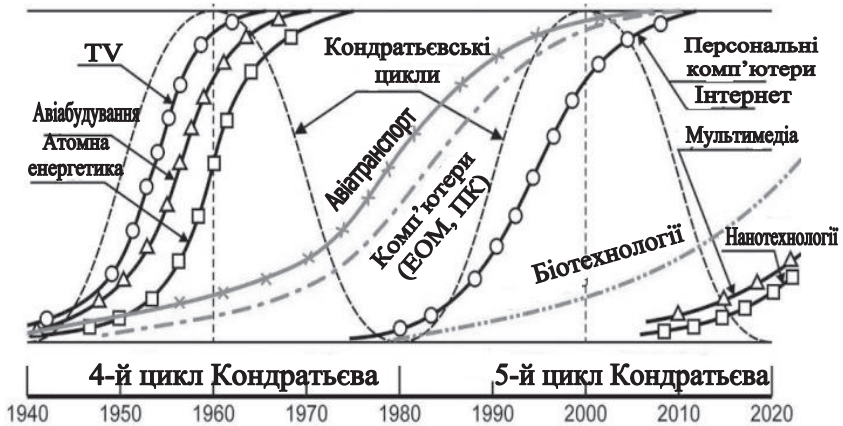 TV
Авіабудування
Атомна
енергетика
Кондратьєвські
цикли
Авіатранспорт
Комп’ютери
(ЕОМ, ПК)
Персональні
комп’ютери
Інтернет
Мультимедіа
Нанотехнології
Біотехнології
4-й цикл Кондратьєва
5-й цикл Кондратьєва
1940 1950 1960 1970 1980 1990 2000 2010 2020